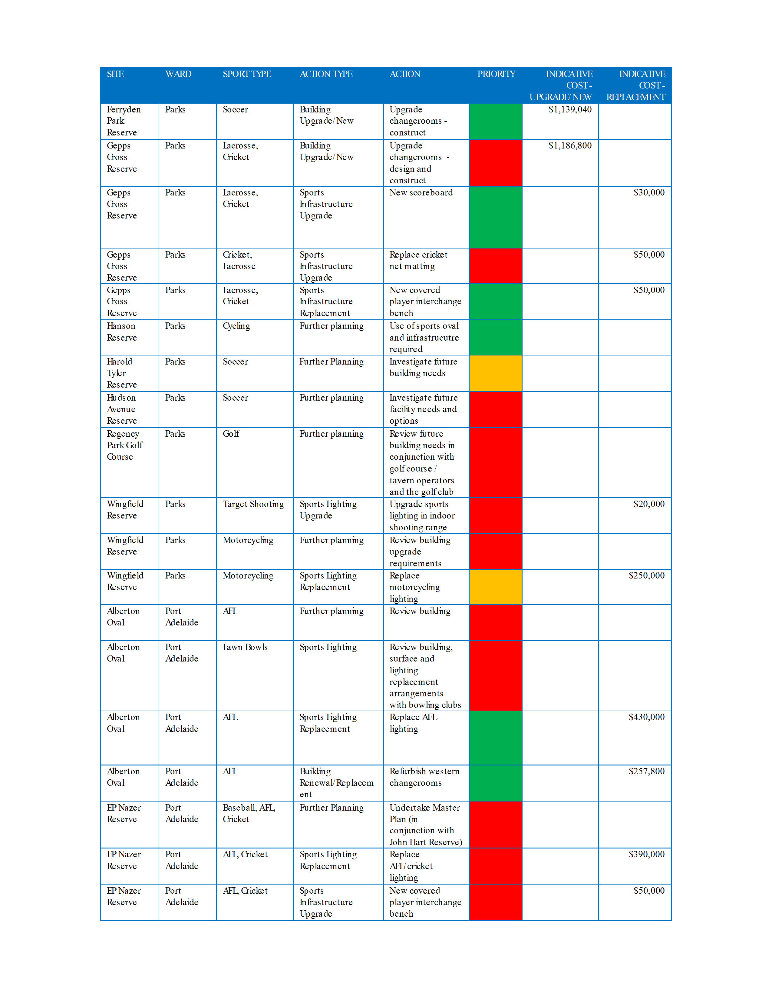 SITE WARD SPORT TYPE ACTION TYPE ACTION PRIORITY INDICATIVE INDICATIVE
COST - COST -
UPGRADE/ NEW REPLACEMENT
Ferryden Parks Soccer Building Upgrade $1,139,040
Park Upgrade/New changerooms -
Reserve construct
Gepps Parks Lacrosse, Building Upgrade $1,186,800
Cross Cricket Upgrade/New changerooms -
Reserve design and
construct
Gepps Parks Lacrosse, Sports New scoreboard $30,000
Cross Cricket Infrastructure
Reserve Upgrade
Gepps Parks Cricket, Sports Replace cricket $50,000
Cross Lacrosse Infrastructure net matting
Reserve Upgrade
Gepps Parks Lacrosse, Sports New covered $50,000
Cross Cricket Infrastructure player interchange
Reserve Replacement bench
Hanson Parks Cycling Further planning Use of sports oval
Reserve and infrastrucutre
required
Harold Parks Soccer Further Planning Investigate future
Tyler building needs
Reserve
Hudson Parks Soccer Further planning Investigate future
Avenue facility needs and
Reserve options
Regency Parks Golf Further planning Review future
Park Golf building needs in
Course conjunction with
golf course /
tavern operators
and the golf club
Wingfield Parks Target Shooting Sports Lighting Upgrade sports $20,000
Reserve Upgrade lighting in indoor
shooting range
Wingfield Parks Motorcycling Further planning Review building
Reserve upgrade
requirements
Wingfield Parks Motorcycling Sports Lighting Replace $250,000
Reserve Replacement motorcycling
lighting
Alberton Port AFL Further planning Review building
Oval Adelaide
Alberton Port Lawn Bowls Sports Lighting Review building,
Oval Adelaide surface and
lighting
replacement
arrangements
with bowling clubs
Alberton Port AFL Sports Lighting Replace AFL $430,000
Oval Adelaide Replacement lighting
Alberton Port AFL Building Refurbish western $257,800
Oval Adelaide Renewal/Replacem changerooms
ent
EP Nazer Port Baseball, AFL, Further Planning Undertake Master
Reserve Adelaide Cricket Plan (in
conjunction with
John Hart Reserve)
EP Nazer Port AFL, Cricket Sports Lighting Replace $390,000
Reserve Adelaide Replacement AFL/cricket
lighting
EP Nazer Port AFL, Cricket Sports New covered $50,000
Reserve Adelaide Infrastructure player interchange
Upgrade bench